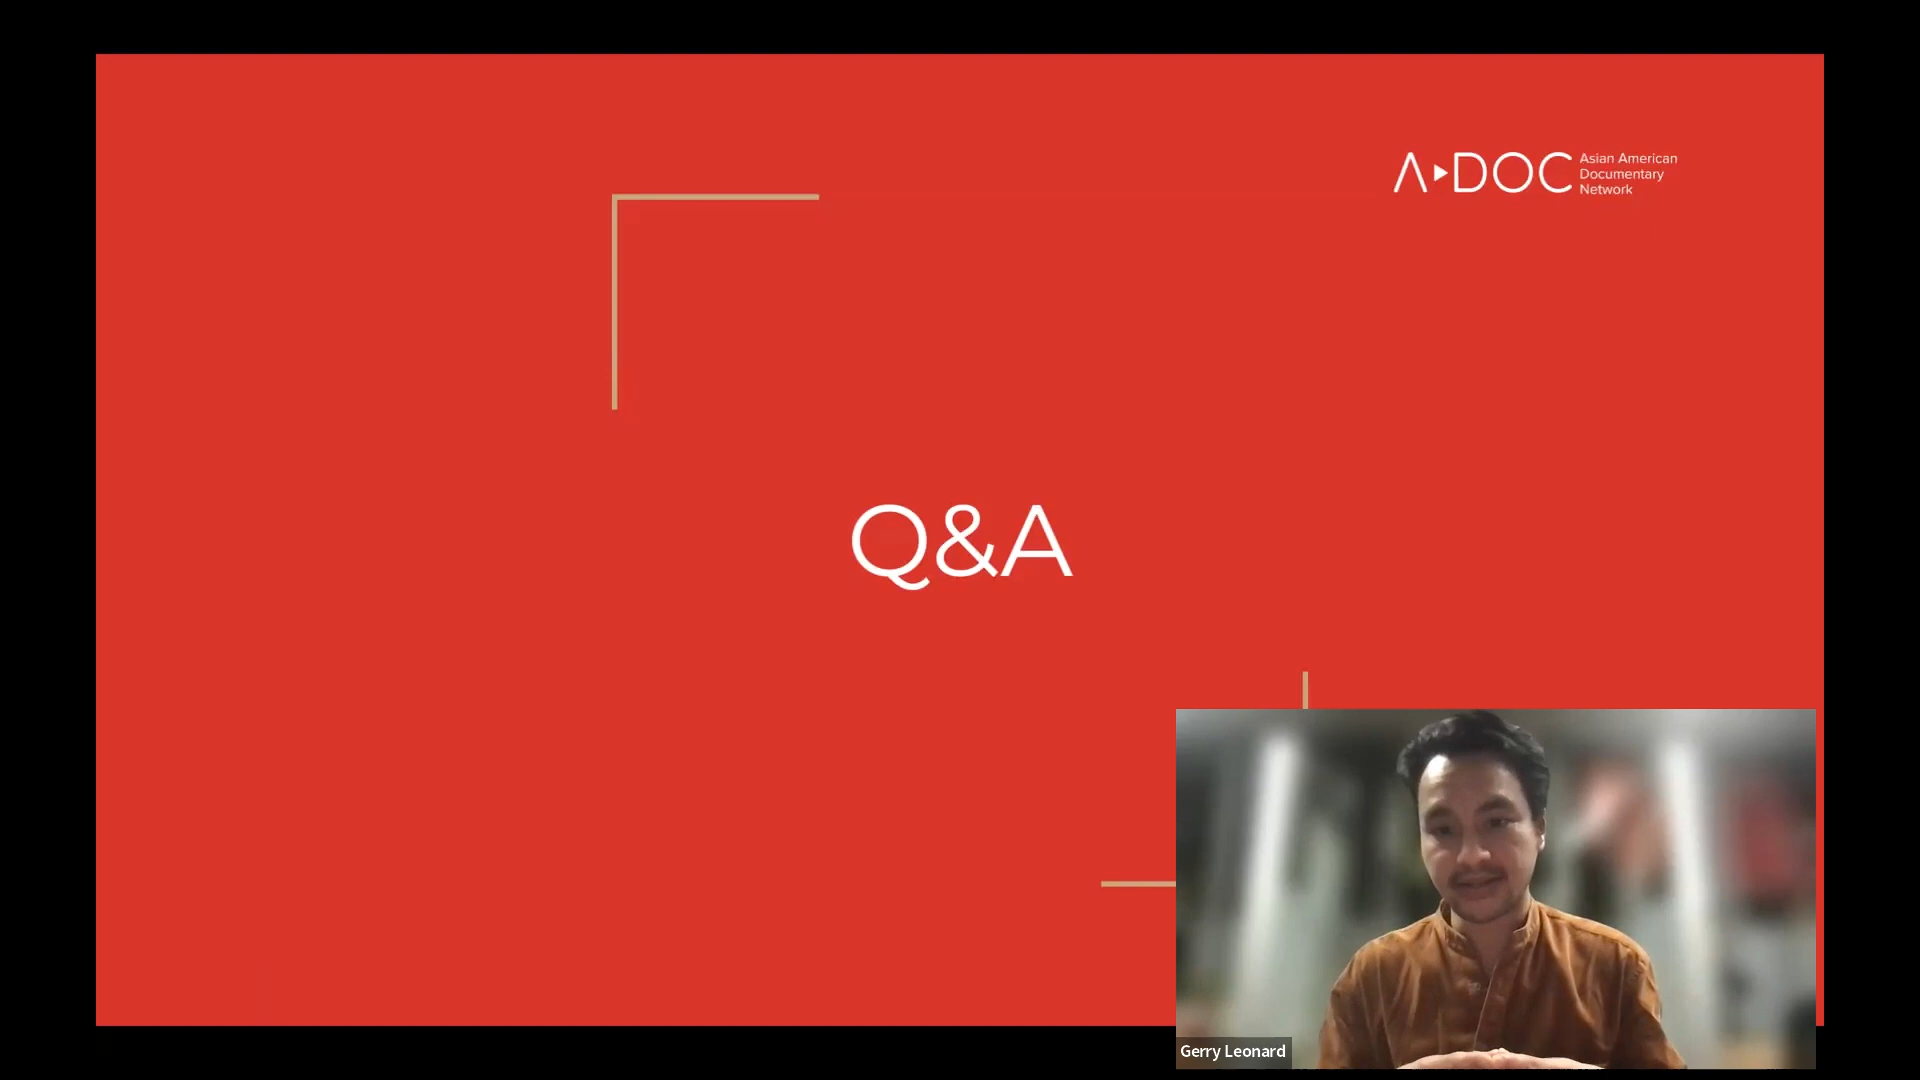 A DOC
Asian American
Documentary
Network
Q&A
Gerry Leonard